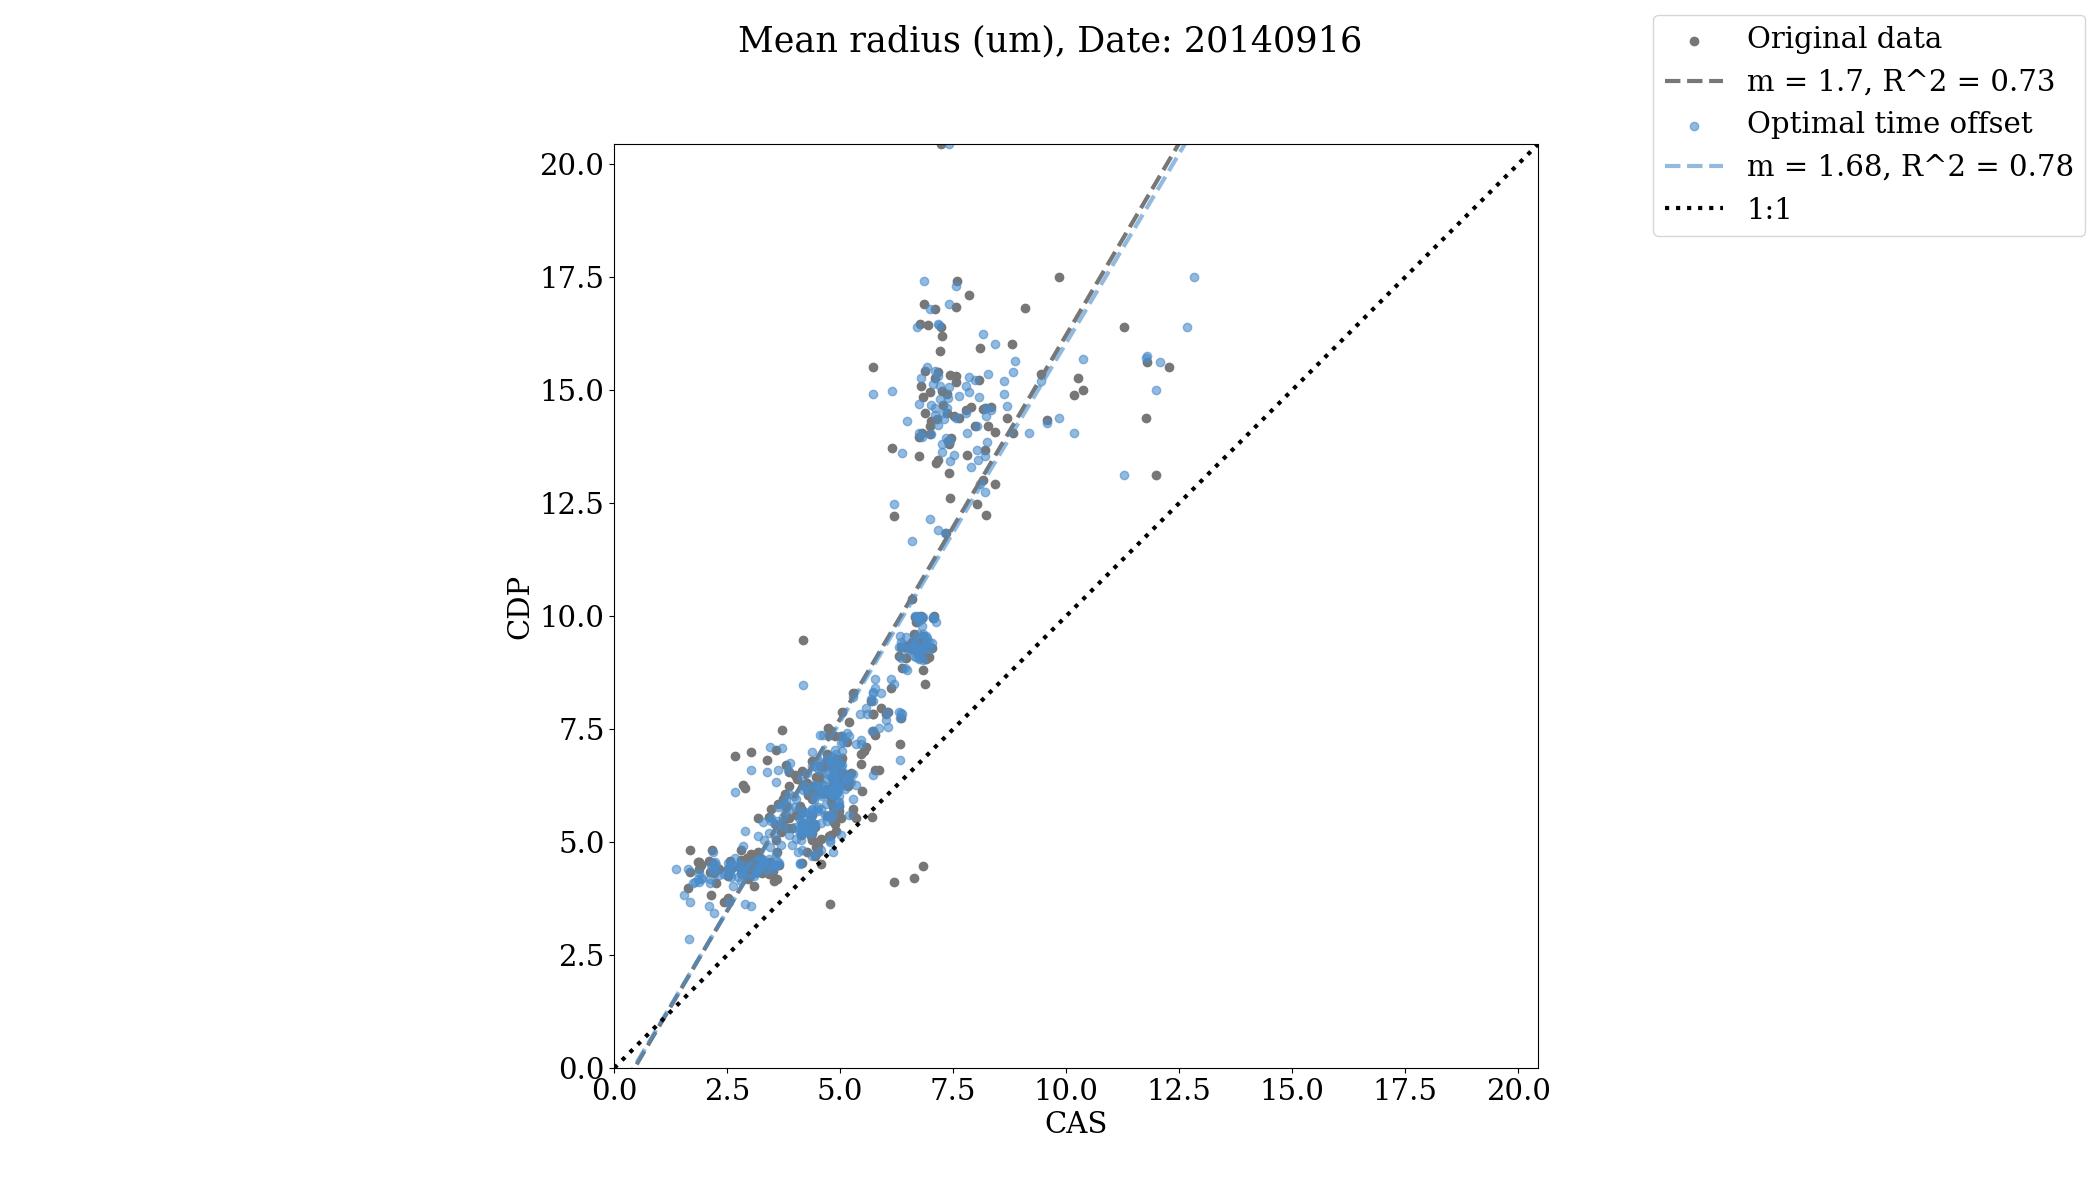 Mean radius (um), Date: 20140916
Original data
m = 1.7, R^2 = 0.73
Optimal time offset
m = 1.68, R^2 = 0.78
1:1
20.0
17.5
15.0
12.5
10.0
7.5
5.0
2.5
0.0
CDP
0.0 2.5 5.0 7.5 10.0 12.5 15.0 17.5 20.0
CAS